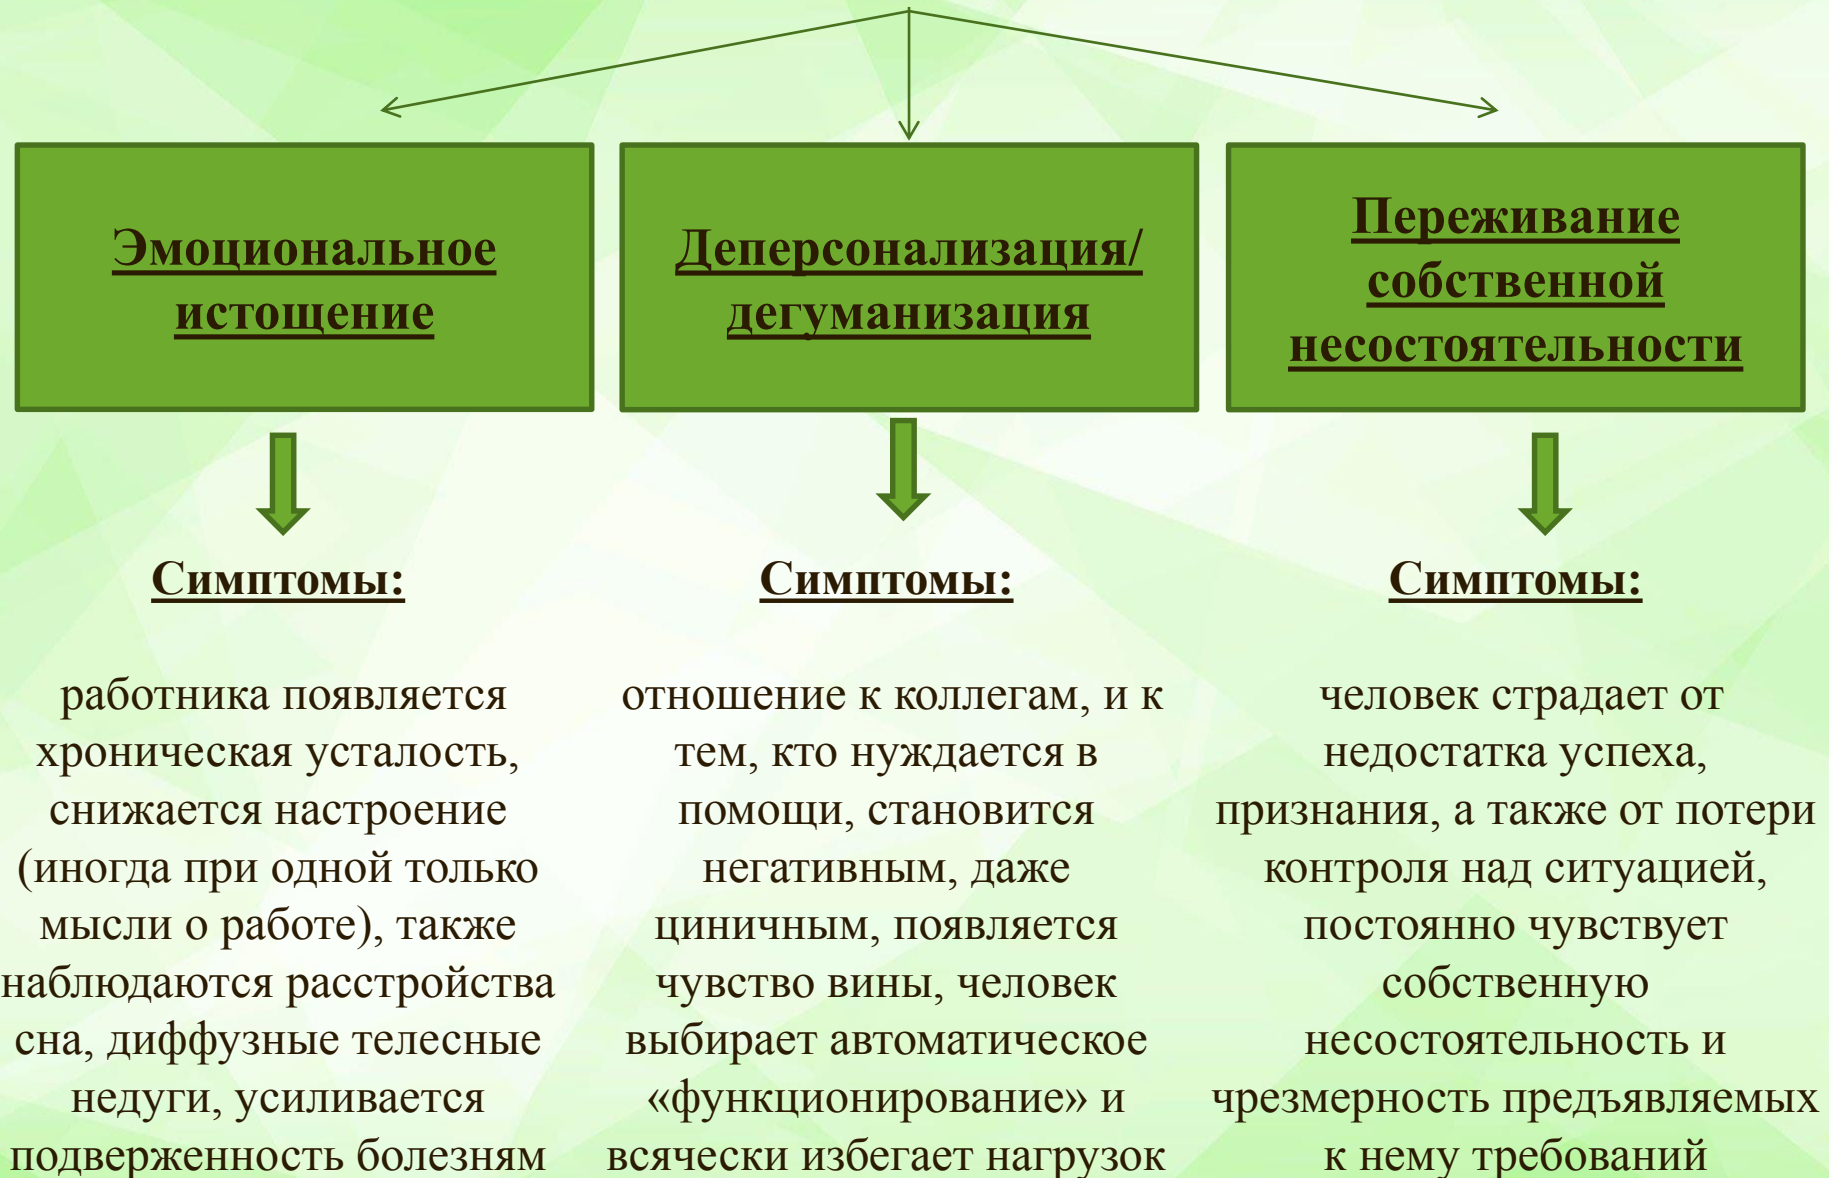 Эмоциональное
истощение
Деперсонализация/
дегуманизация
Переживание
собственной
несостоятельности
Симптомы:
работника появляется
хроническая усталость,
снижается настроение
(иногда при одной только
мысли о работе), также
наблюдаются расстройства
сна, диффузные телесные
недуги, усиливается
подверженность болезням
Симптомы:
отношение к коллегам, и к
тем, кто нуждается в
помощи, становится
негативным, даже
циничным, появляется
чувство вины, человек
выбирает автоматическое
«функционирование» и
всячески избегает нагрузок
Симптомы:
человек страдает от
недостатка успеха,
признания, а также от потери
контроля над ситуацией,
постоянно чувствует
собственную
несостоятельность и
чрезмерность предъявляемых
к нему требований